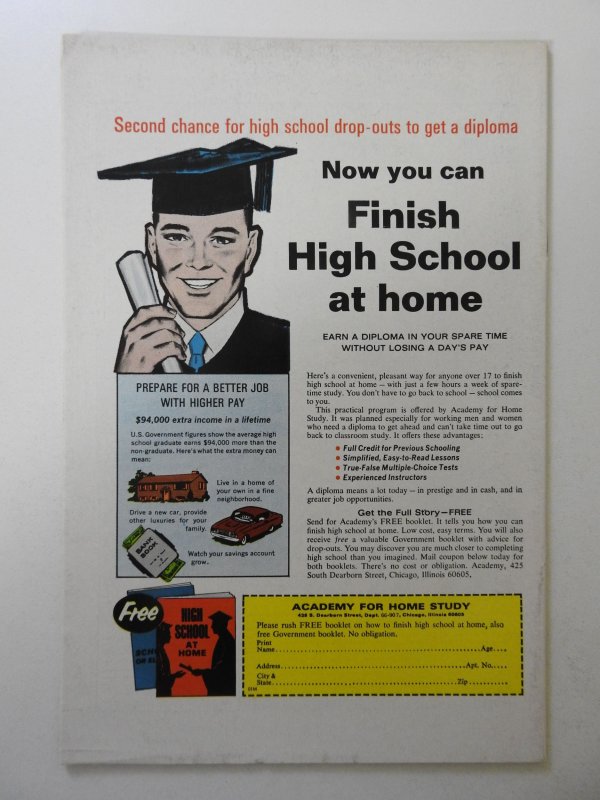 Second chance for high school drop-outs to get a diploma
Now you can
Finish
High School
at home
EARN A DIPLOMA IN YOUR SPARE TIME
WITHOUT LOSING A DAY'S PAY
Here's a convenient, pleasant way for anyone over 17 to finish
high school at home — with just a few hours a week of spare-
time study. You don't have to go back to school — school comes
to you.
This practical program is offered by Academy for Home
Study. It was planned especially for working men and women
who need a diploma to get ahead and can't take time out to go
back to classroom study. It offers these advantages:
• Full Credit for Previous Schooling
• Simplified, Easy-to-Read Lessons
• True-False Multiple-Choice Tests
• Experienced Instructors
A diploma means a lot today — in prestige and in cash, and in
greater job opportunities.
Get the Full Story—FREE
Send for Academy's FREE booklet. It tells you how you can
finish high school at home. Low cost, easy terms. You will also
receive free a valuable Government booklet with advice for
drop-outs. You may discover you are much closer to completing
high school than you imagined. Mail coupon below today for
both booklets. There's no cost or obligation. Academy, 425
South Dearborn Street, Chicago, Illinois 60605,
PREPARE FOR A BETTER JOB
WITH HIGHER PAY
$94,000 extra income in a lifetime
U.S. Government figures show the average high
school graduate earns $94,000 more than the
non-graduate. Here's what the extra money can
mean:
Live in a home of
your own in a fine
neighborhood.
Drive a new car, provide
other luxuries for your
family.
BANK
BOOK
Watch your savings account
grow..
Free
HIGH
SCHOOL
AT
HOME
ACADEMY FOR HOME STUDY
425 S. Dearborn Street, Dept. 66-907, Chicago, Illinois 60605
Please rush FREE booklet on how to finish high school at home, also
free Government booklet. No obligation.
Print
Name Age
Address Apt. No.
City &
State Zip